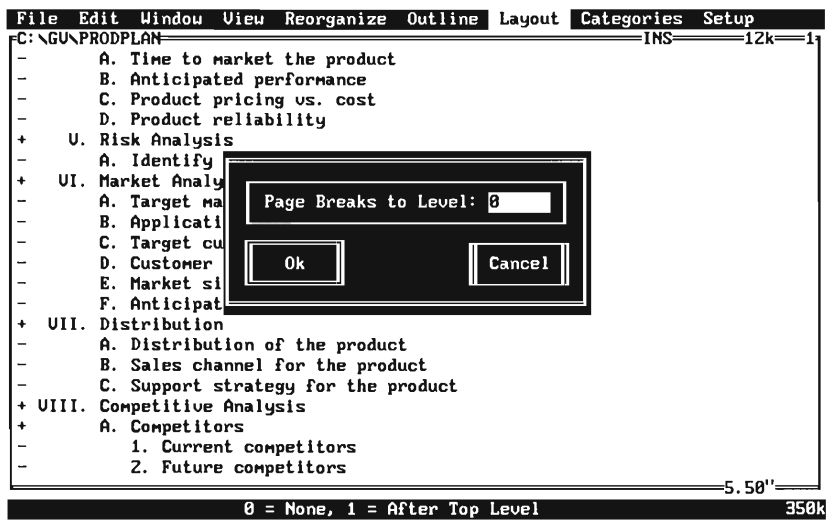 File Edit Window View Reorganize Outline Layout Categories Setup
C:\GV\PRODPLAN INS 12k 1
- A. Time to market the product
- B. Anticipated performance
- C. Product pricing vs. cost
- D. Product reliability
+ V. Risk Analysis
- A. Identify
+ VI. Market Analy
- A. Target ma
- B. Applicati
- C. Target cu
- D. Customer
- E. Market si
- F. Anticipat
Page Breaks to Level: 0
Ok Cancel
+ VII. Distribution
- A. Distribution of the product
- B. Sales channel for the product
- C. Support strategy for the product
+ VIII. Competitive Analysis
+ A. Competitors
- 1. Current competitors
- 2. Future competitors
5.50"
0 = None, 1 = After Top Level 350k